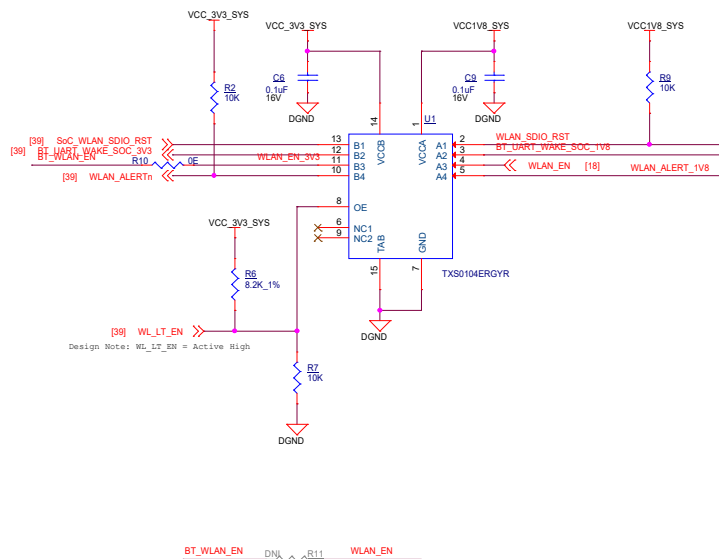 VCC_3V3_SYS
VCC_3V3_SYS
VCC1V8_SYS
VCC1V8_SYS
R2
10K
C6
0.1uF
16V
C9
0.1uF
16V
R9
10K
DGND
DGND
U1
14
1
[39] SoC_WLAN_SDIO_RST
13
B1
VCCB
VCCA
A1
2
WLAN_SDIO_RST
[39] BT_UART_WAKE_SOC_3V3
12
B2
A2
3
BT_UART_WAKE_SOC_1V8
BT_WLAN_EN
R10
0E
WLAN_EN_3V3
11
B3
A3
4
WLAN_EN [18]
[39] WLAN_ALERTn
10
B4
A4
5
WLAN_ALERT_1V8
8
OE
VCC_3V3_SYS
6
NC1
9
NC2
TAB
GND
15
7
TXS0104ERGYR
R6
8.2K_1%
[39] WL_LT_EN
DGND
Design Note: WL_LT_EN = Active High
R7
10K
DGND
BT_WLAN_EN
DNI
R11
WLAN_EN